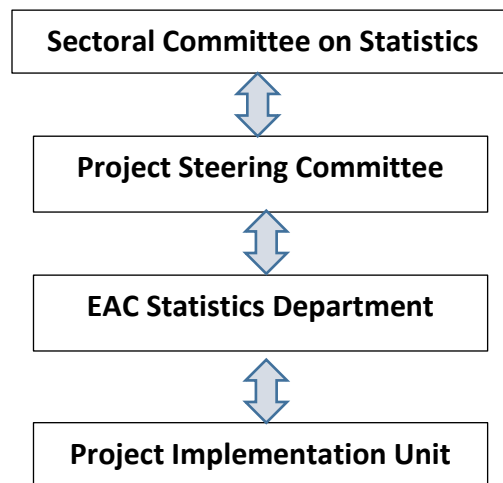 Sectoral Committee on Statistics
Project Steering Committee
EAC Statistics Department
Project Implementation Unit